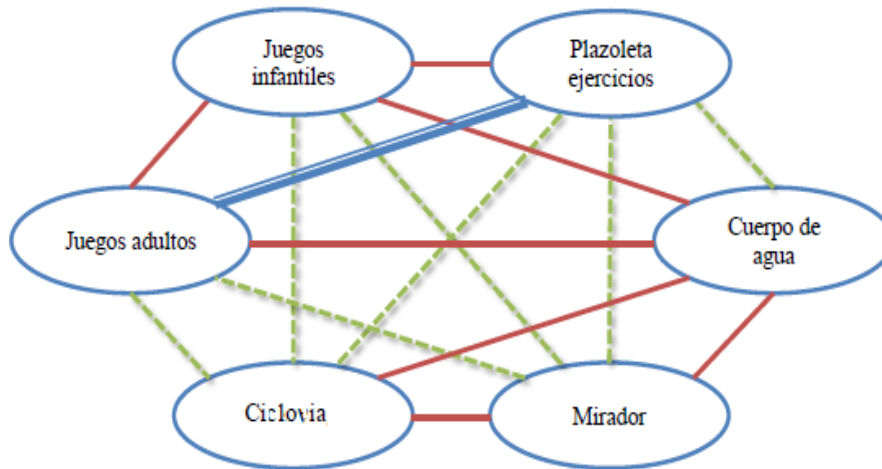 Juegos
infantiles
Plazoleta
ejercicios
Juegos adultos
Cuerpo de
agua
Ciclovia,
Mirador